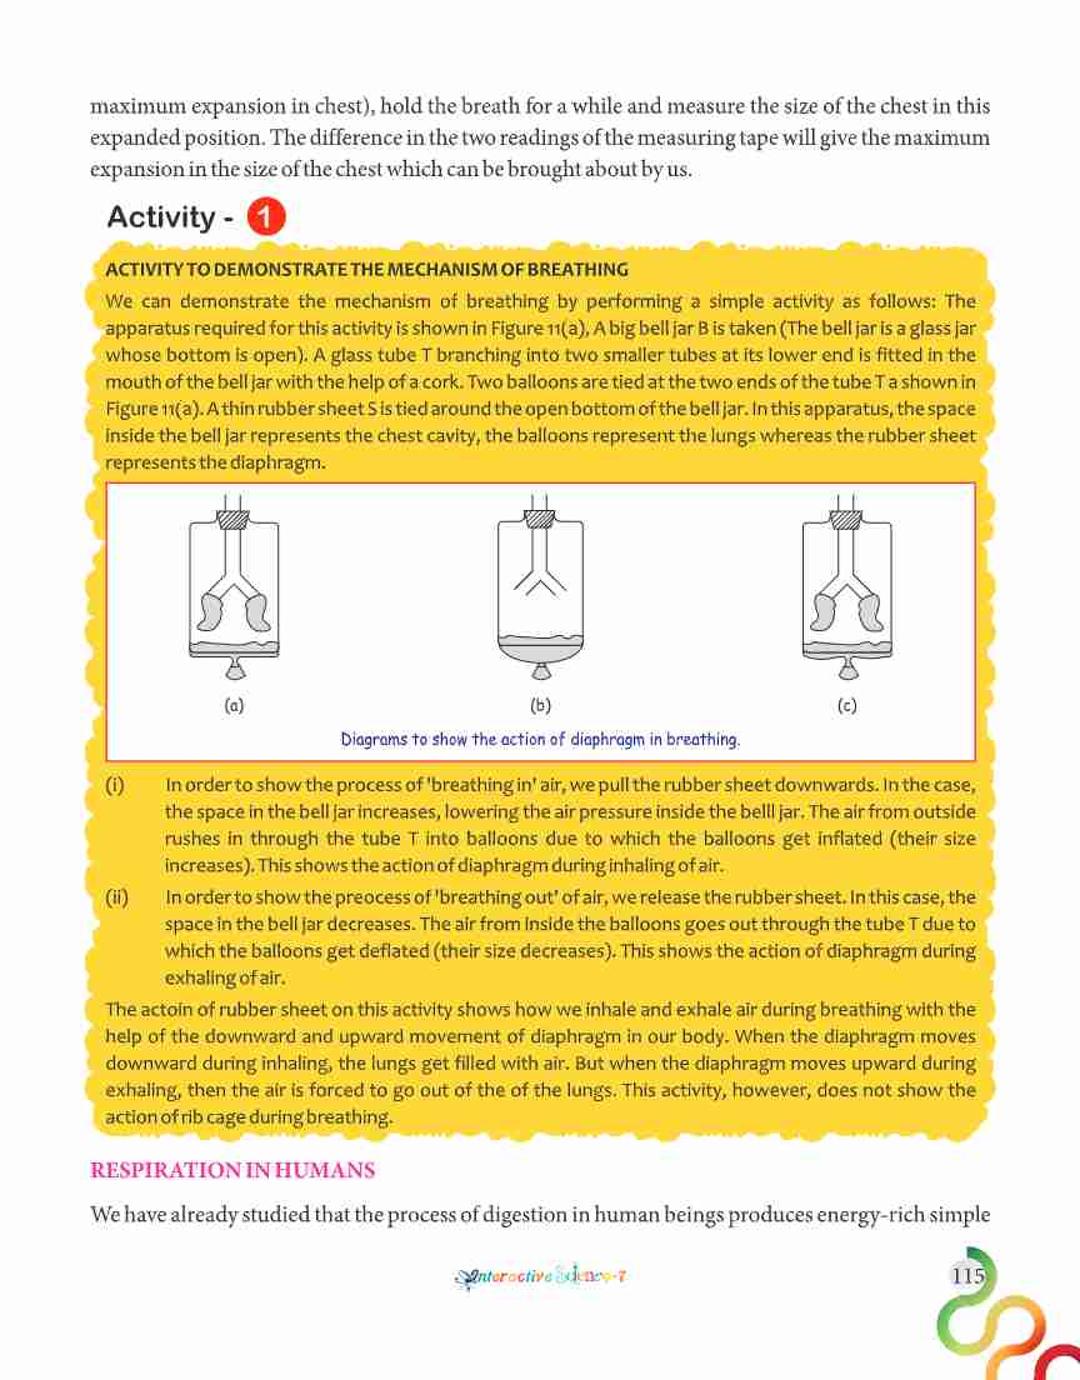 maximum expansion in chest), hold the breath for a while and measure the size of the chest in this
expanded position. The difference in the two readings of the measuring tape will give the maximum
expansion in the size of the chest which can be brought about by us.
Activity - 1
ACTIVITY TO DEMONSTRATE THE MECHANISM OF BREATHING
We can demonstrate the mechanism of breathing by performing a simple activity as follows: The
apparatus required for this activity is shown in Figure 11(a), A big bell jar B is taken (The bell jar is a glass jar
whose bottom is open). A glass tube T branching into two smaller tubes at its lower end is fitted in the
mouth of the bell jar with the help of a cork. Two balloons are tied at the two ends of the tube T a shown in
Figure 11(a). A thin rubber sheet S is tied around the open bottom of the bell jar. In this apparatus, the space
inside the bell jar represents the chest cavity, the balloons represent the lungs whereas the rubber sheet
represents the diaphragm.
(a) (b) (c)
Diagrams to show the action of diaphragm in breathing.
(i) In order to show the process of 'breathing in' air, we pull the rubber sheet downwards. In the case,
the space in the bell jar increases, lowering the air pressure inside the belll jar. The air from outside
rushes in through the tube T into balloons due to which the balloons get inflated (their size
increases). This shows the action of diaphragm during inhaling of air.
(ii) In order to show the preocess of 'breathing out' of air, we release the rubber sheet. In this case, the
space in the bell jar decreases. The air from inside the balloons goes out through the tube T due to
which the balloons get deflated (their size decreases). This shows the action of diaphragm during
exhaling of air.
The actoin of rubber sheet on this activity shows how we inhale and exhale air during breathing with the
help of the downward and upward movement of diaphragm in our body. When the diaphragm moves
downward during inhaling, the lungs get filled with air. But when the diaphragm moves upward during
exhaling, then the air is forced to go out of the of the lungs. This activity, however, does not show the
action of rib cage during breathing.
RESPIRATION IN HUMANS
We have already studied that the process of digestion in human beings produces energy-rich simple
Interactive Science-7
115